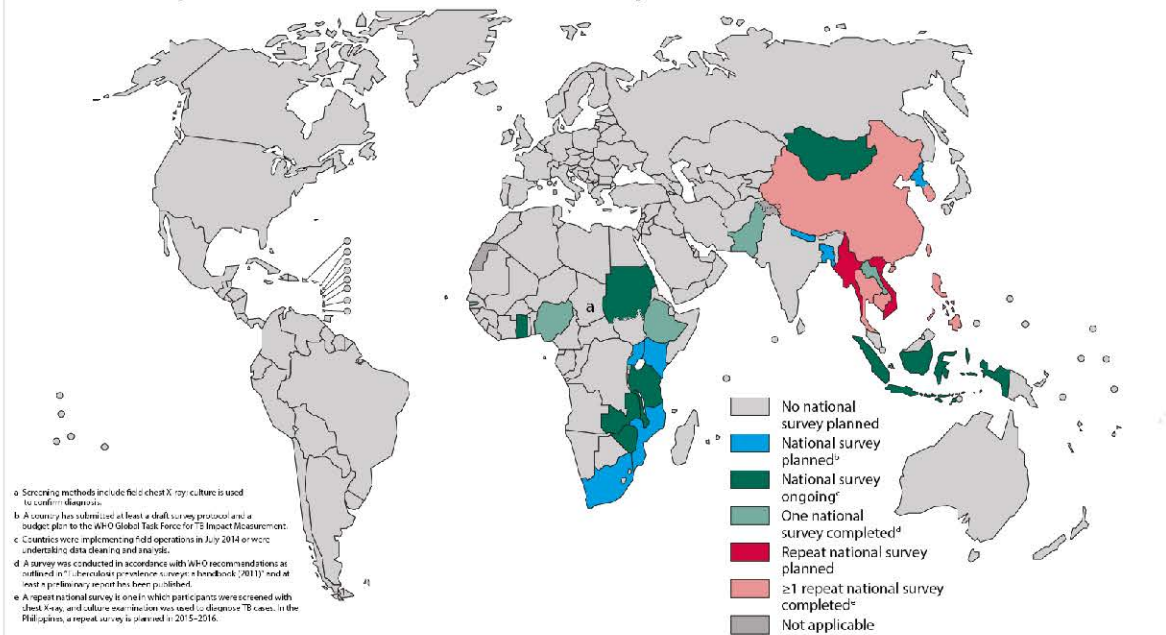 a
No national
survey planned
National survey
plannedᵇ
National survey
ongoingᶜ
One national
survey completedᵈ
Repeat national survey
planned
≥1 repeat national survey
completedᵉ
Not applicable
a Screening methods include field chest X-ray; culture is used
to confirm diagnosis.
b A country has submitted at least a draft survey protocol and a
budget plan to the WHO Global Task Force for TB Impact Measurement.
c Countries were implementing field operations in July 2014 or were
undertaking data cleaning and analysis.
d A survey was conducted in accordance with WHO recommendations as
outlined in "Tuberculosis prevalence surveys: a handbook (2011)" and at
least a preliminary report has been published.
e A repeat national survey is one in which participants were screened with
chest X-ray, and culture examination was used to diagnose TB cases. In the
Philippines, a repeat survey is planned in 2015–2016.